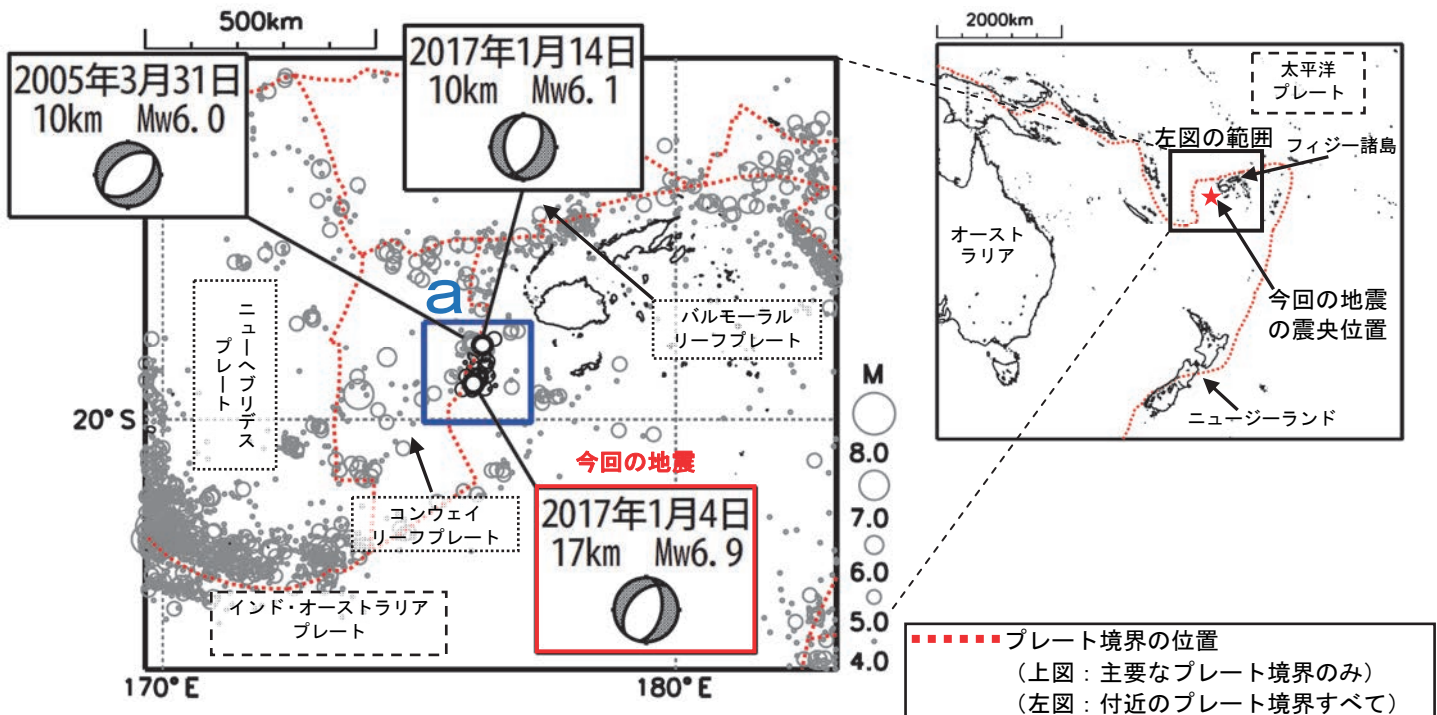 500km
2005年3月31日
10km Mw6.0
2017年1月14日
10km Mw6.1
a
ニューヘブリデス
プレート
バルモーラル
リーフプレート
コンウェイ
リーフプレート
20°S
今回の地震
2017年1月4日
17km Mw6.9
インド・オーストラリア
プレート
170°E
180°
M
8.0
7.0
6.0
5.0
4.0
2000km
太平洋
プレート
左図の範囲
フィジー諸島
オースト
ラリア
今回の地震
の震央位置
ニュージーランド
プレート境界の位置
(上図:主要なプレート境界のみ)
(左図:付近のプレート境界すべて)